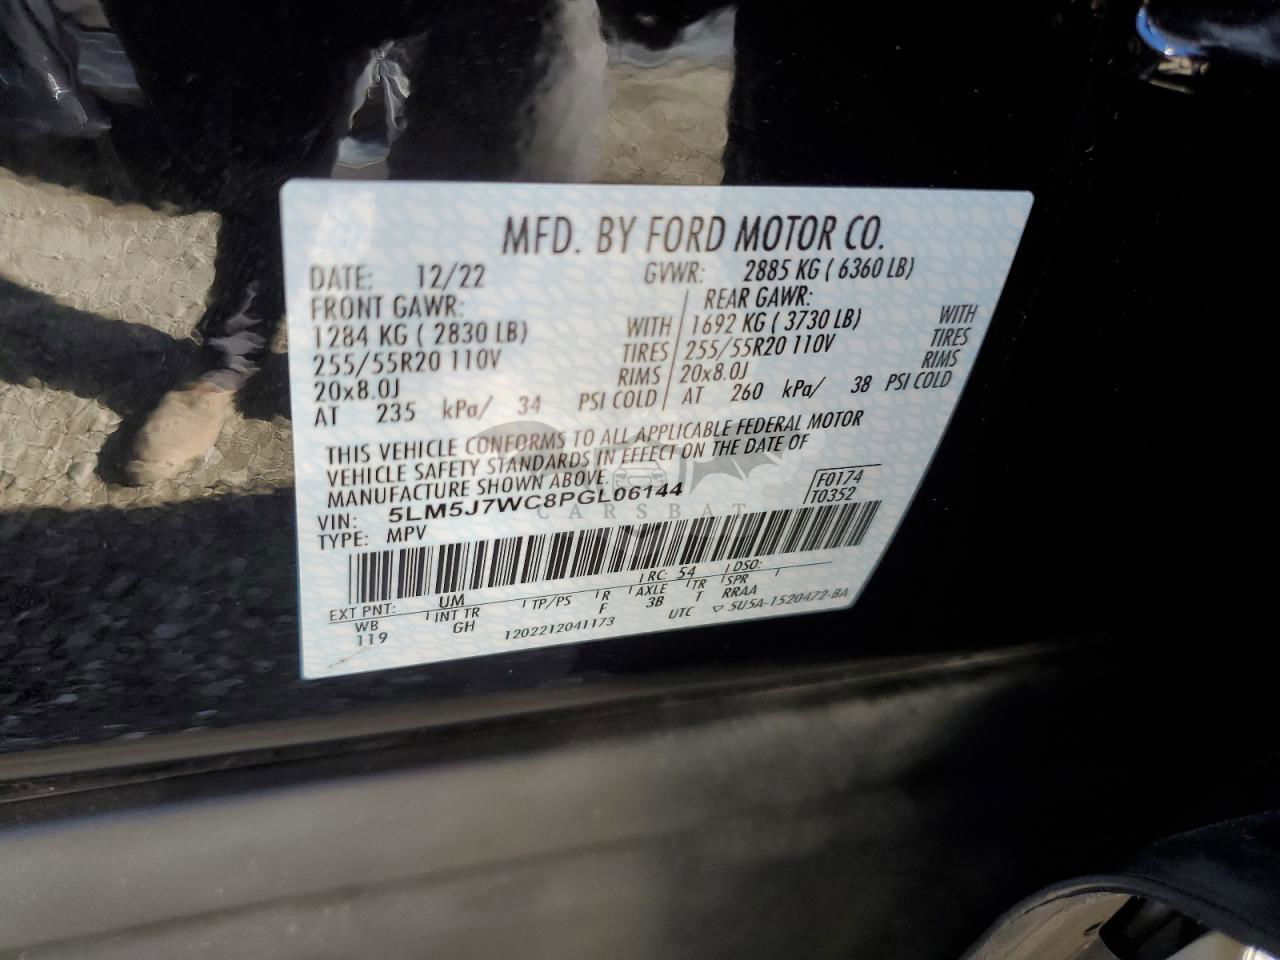 MFD. BY FORD MOTOR CO.
DATE: 12/22 GVWR: 2885 KG ( 6360 LB)
FRONT GAWR: REAR GAWR:
1284 KG ( 2830 LB) WITH 1692 KG ( 3730 LB) WITH
255/55R20 110V TIRES 255/55R20 110V TIRES
20x8.0J RIMS 20x8.0J RIMS
AT 235 kPa/ 34 PSI COLD AT 260 kPa/ 38 PSI COLD
THIS VEHICLE CONFORMS TO ALL APPLICABLE FEDERAL MOTOR
VEHICLE SAFETY STANDARDS IN EFFECT ON THE DATE OF
MANUFACTURE SHOWN ABOVE.
VIN: 5LM5J7WC8PGL06144
TYPE: MPV
F0174
T0352
CARSBAT
EXT PNT: UM RC: 54 DSO:
WB INT TR TP/PS R AXLE TR SPR
119 GH F 3B T RRAA
1202212041173 UTC ▽ 5U5A-1520472-BA